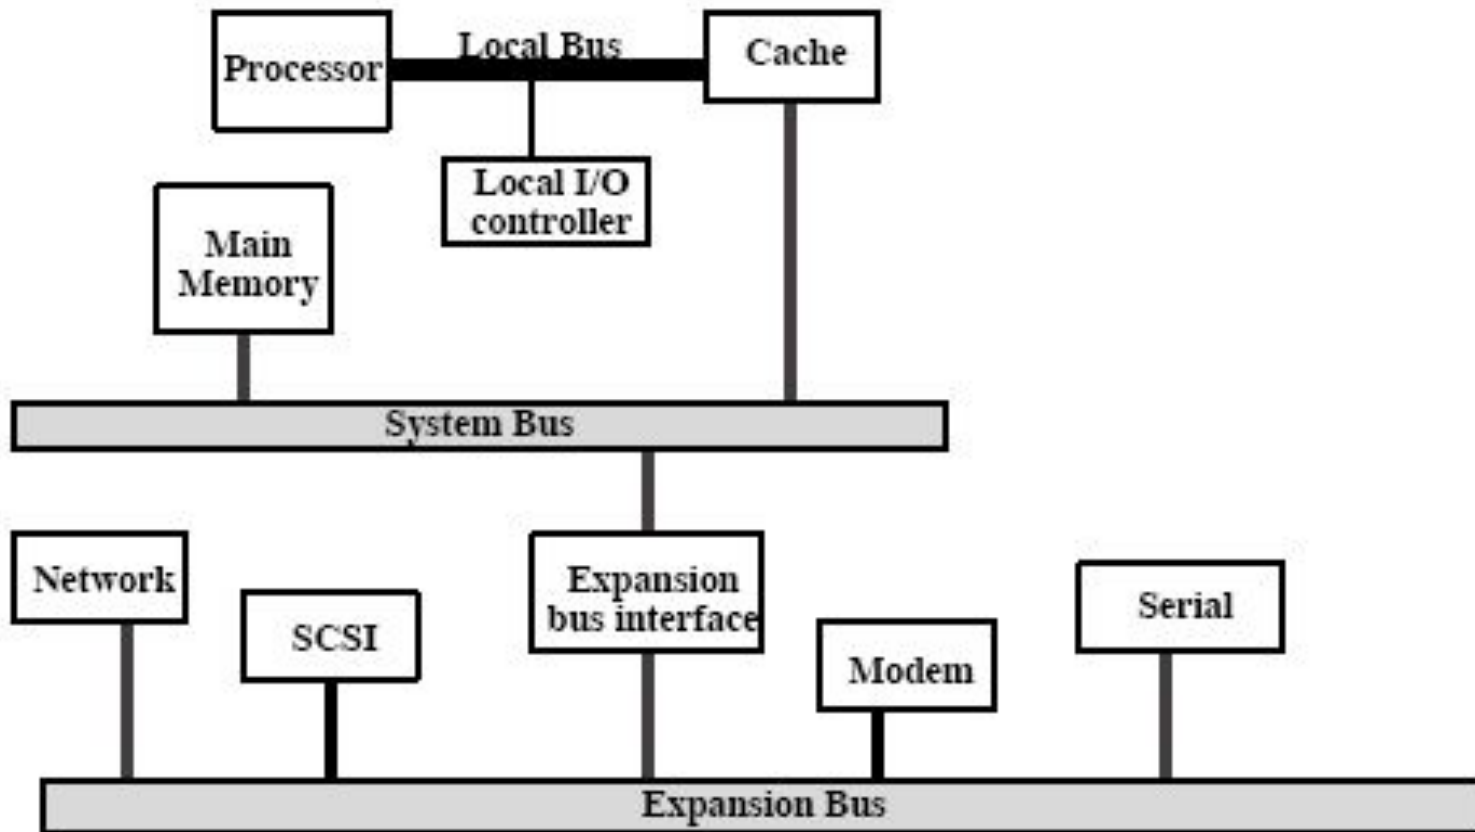 Processor
Local Bus
Cache
Local I/O
controller
Main
Memory
System Bus
Network
SCSI
Expansion
bus interface
Modem
Serial
Expansion Bus